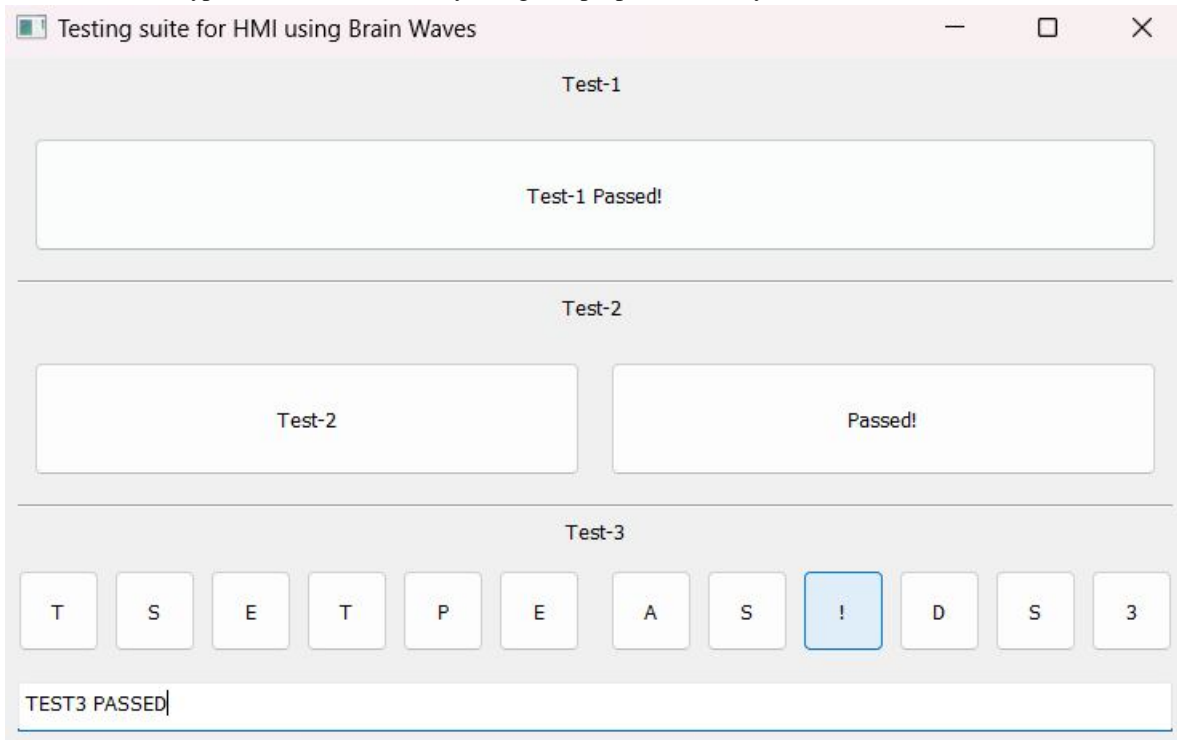 Testing suite for HMI using Brain Waves
Test-1
Test-1 Passed!
Test-2
Test-2 Passed!
Test-3
T S E T P E A S ! D S 3
TEST3 PASSED